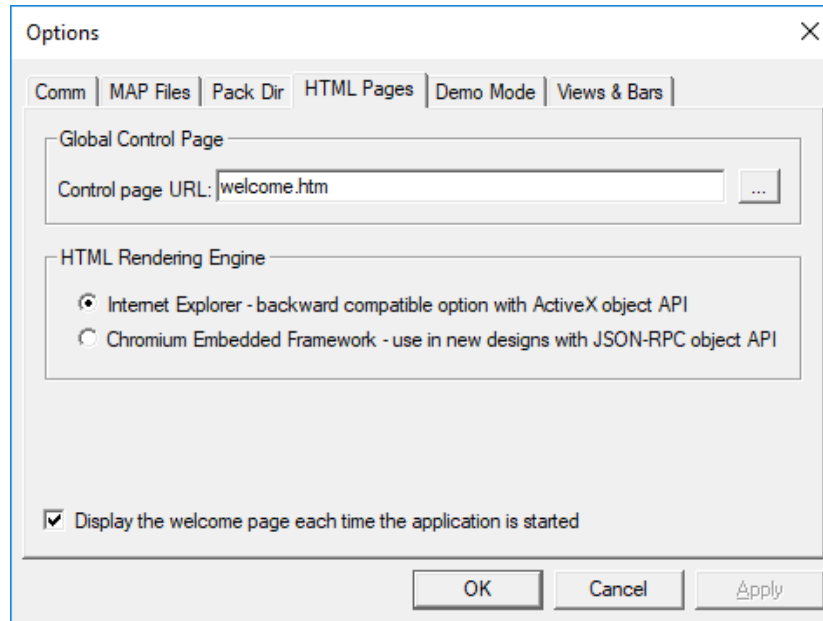 Options
Comm MAP Files Pack Dir HTML Pages Demo Mode Views & Bars
Global Control Page
Control page URL: welcome.htm ...
HTML Rendering Engine
Internet Explorer - backward compatible option with ActiveX object API
Chromium Embedded Framework - use in new designs with JSON-RPC object API
Display the welcome page each time the application is started
OK Cancel Apply